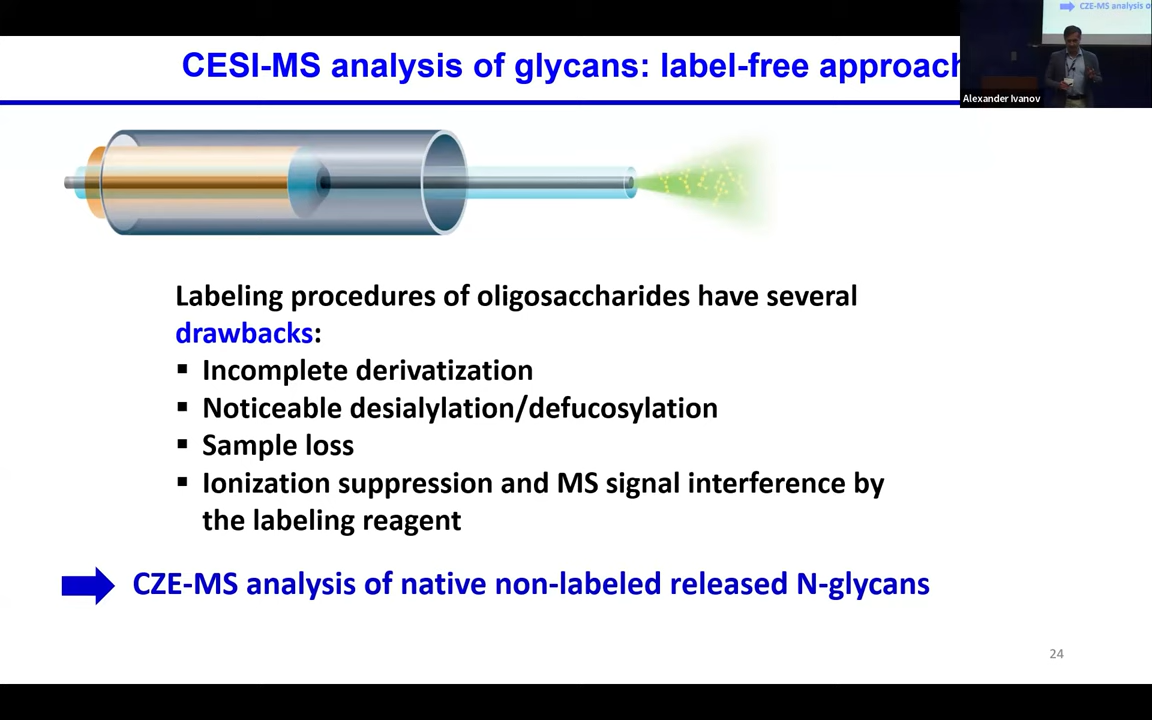 CESI-MS analysis of glycans: label-free approach
CZE-MS analysis o
Alexander Ivanov
Labeling procedures of oligosaccharides have several
drawbacks:
▪ Incomplete derivatization
▪ Noticeable desialylation/defucosylation
▪ Sample loss
▪ Ionization suppression and MS signal interference by
the labeling reagent
CZE-MS analysis of native non-labeled released N-glycans
24